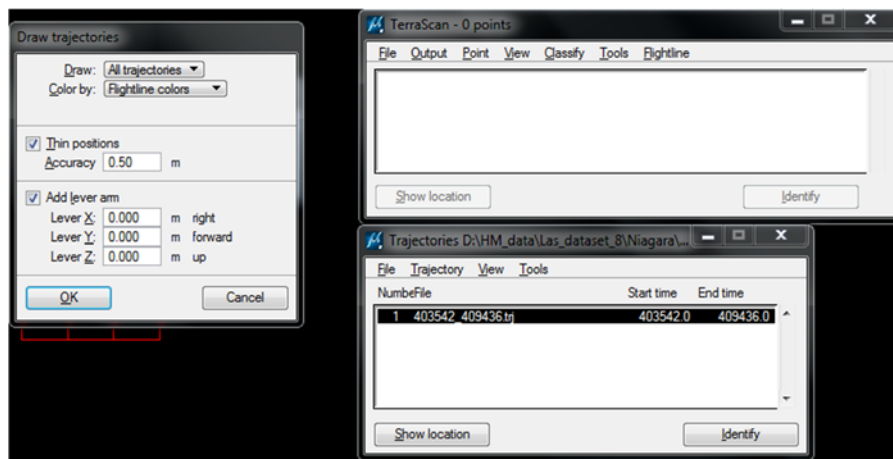 Draw trajectories
Draw: All trajectories
Color by: Flightline colors
Thin positions
Accuracy 0.50 m
Add lever arm
Lever X: 0.000 m right
Lever Y: 0.000 m forward
Lever Z: 0.000 m up
OK Cancel
TerraScan - 0 points
File Output Point View Classify Tools Flightline
Show location Identify
Trajectories D:\HM_data\Las_dataset_8\Niagara\...
File Trajectory View Tools
NumbeFile Start time End time
1 403542_409436.trj 403542.0 409436.0
Show location Identify